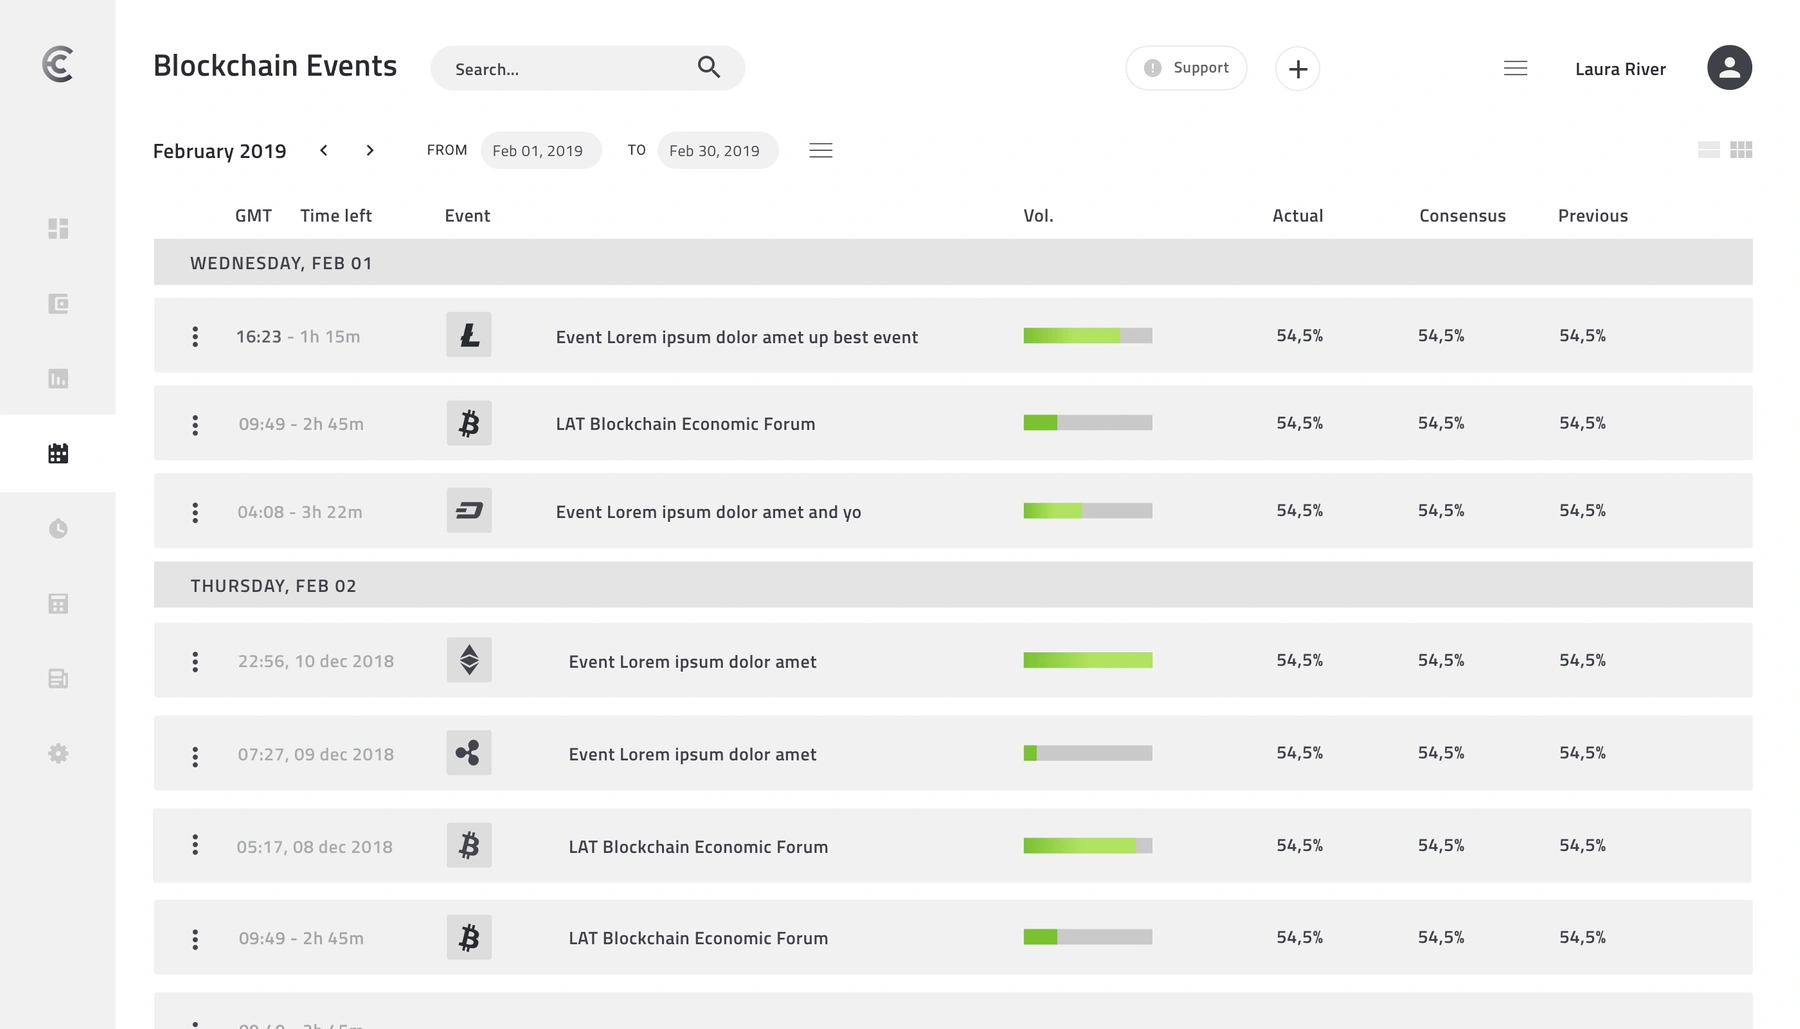 Blockchain Events
Search...
Support
Laura River
February 2019
FROM Feb 01, 2019 TO Feb 30, 2019
GMT Time left Event Vol. Actual Consensus Previous
WEDNESDAY, FEB 01
16:23 - 1h 15m Event Lorem ipsum dolor amet up best event 54,5% 54,5% 54,5%
09:49 - 2h 45m LAT Blockchain Economic Forum 54,5% 54,5% 54,5%
04:08 - 3h 22m Event Lorem ipsum dolor amet and yo 54,5% 54,5% 54,5%
THURSDAY, FEB 02
22:56, 10 dec 2018 Event Lorem ipsum dolor amet 54,5% 54,5% 54,5%
07:27, 09 dec 2018 Event Lorem ipsum dolor amet 54,5% 54,5% 54,5%
05:17, 08 dec 2018 LAT Blockchain Economic Forum 54,5% 54,5% 54,5%
09:49 - 2h 45m LAT Blockchain Economic Forum 54,5% 54,5% 54,5%